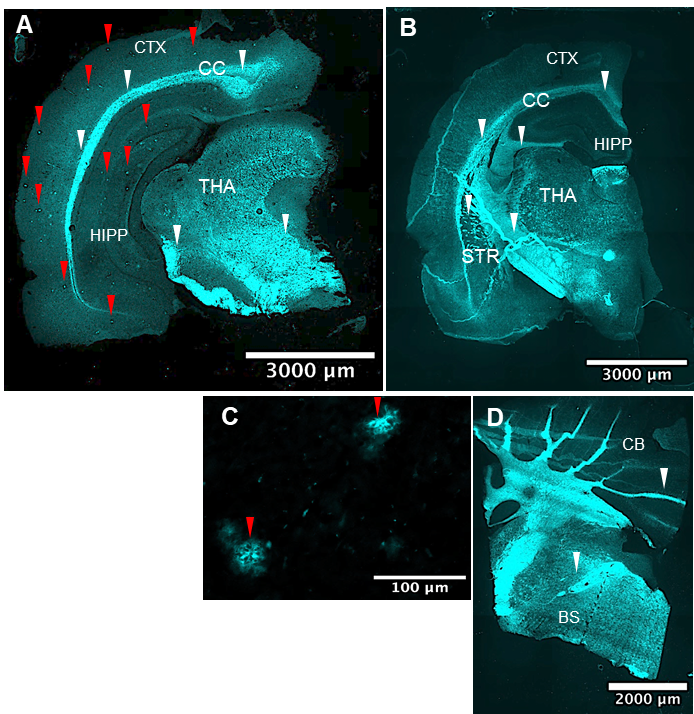 A
CTX
CC
THA
HIPP
3000 µm
B
CTX
CC
HIPP
THA
STR
3000 µm
C
100 µm
D
CB
BS
2000 µm